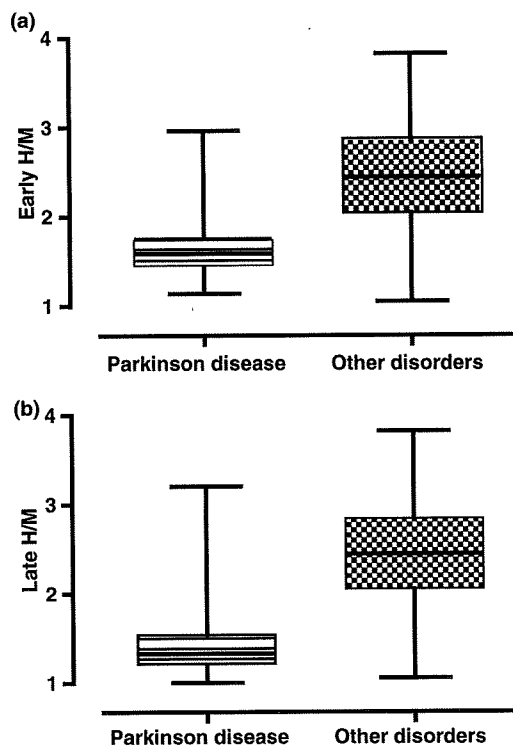 (a)
4
3
2
1
Early H/M
Parkinson disease
Other disorders
(b)
4
3
2
1
Late H/M
Parkinson disease
Other disorders